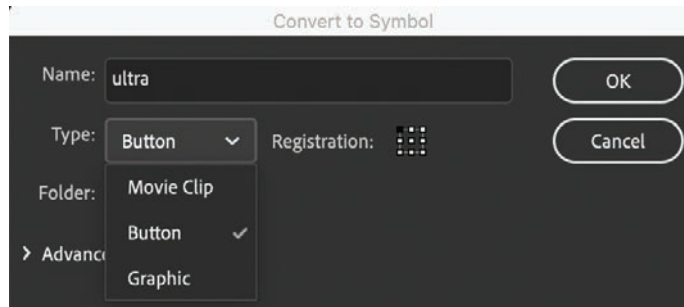 Convert to Symbol
Name: ultra OK
Type: Button Registration: Cancel
Folder: Movie Clip
Button
Advanc
Graphic